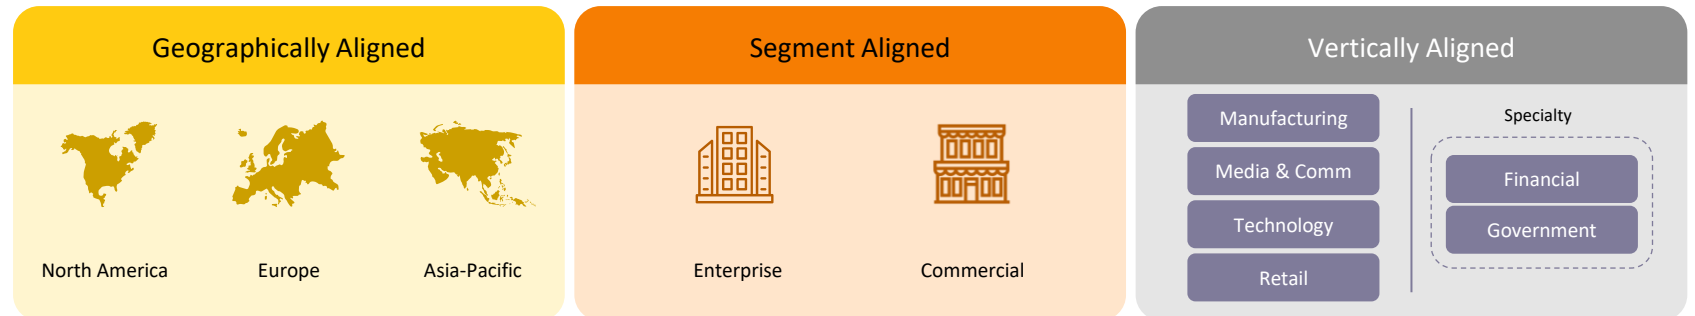 Geographically Aligned
North America
Europe
Asia-Pacific
Segment Aligned
Enterprise
Commercial
Vertically Aligned
Manufacturing
Media & Comm
Technology
Retail
Specialty
Financial
Government